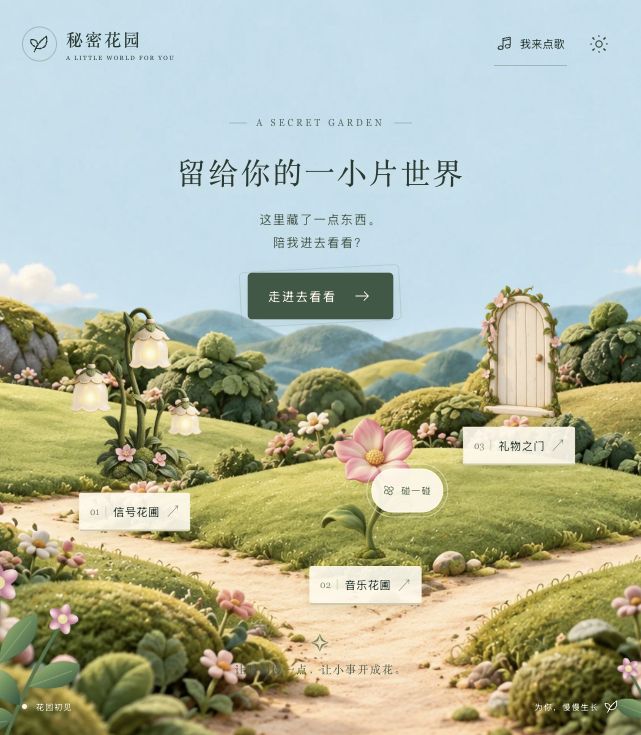 秘密花园
A LITTLE WORLD FOR YOU
我来点歌
A SECRET GARDEN
留给你的一小片世界
这里藏了一点东西。
陪我进去看看？
走进去看看
03 礼物之门
碰一碰
01 信号花圃
02 音乐花圃
一点，让小事开成花。
花园初见
为你，慢慢生长